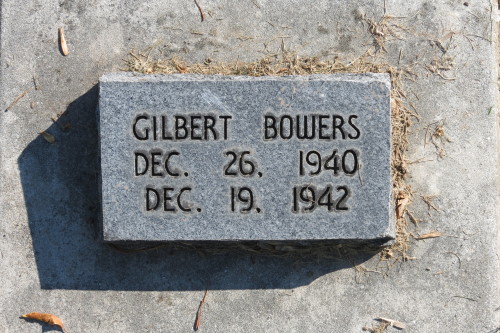 GILBERT BOWERS
DEC. 26. 1940
DEC. 19. 1942